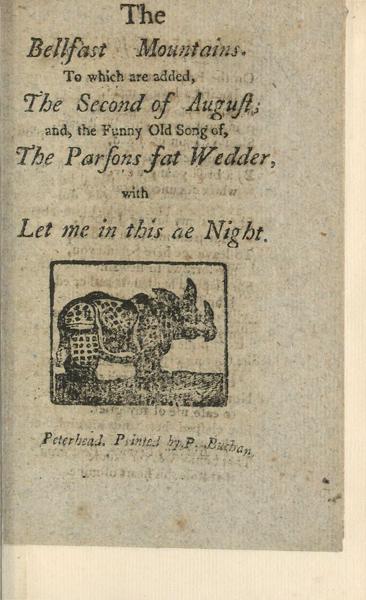 The
Bellfast Mountains.
To which are added,
The Second of Auguſt;
and, the Funny Old Song of,
The Parſons fat Wedder,
with
Let me in this ae Night.
Peterhead. Printed by P. Buchan,